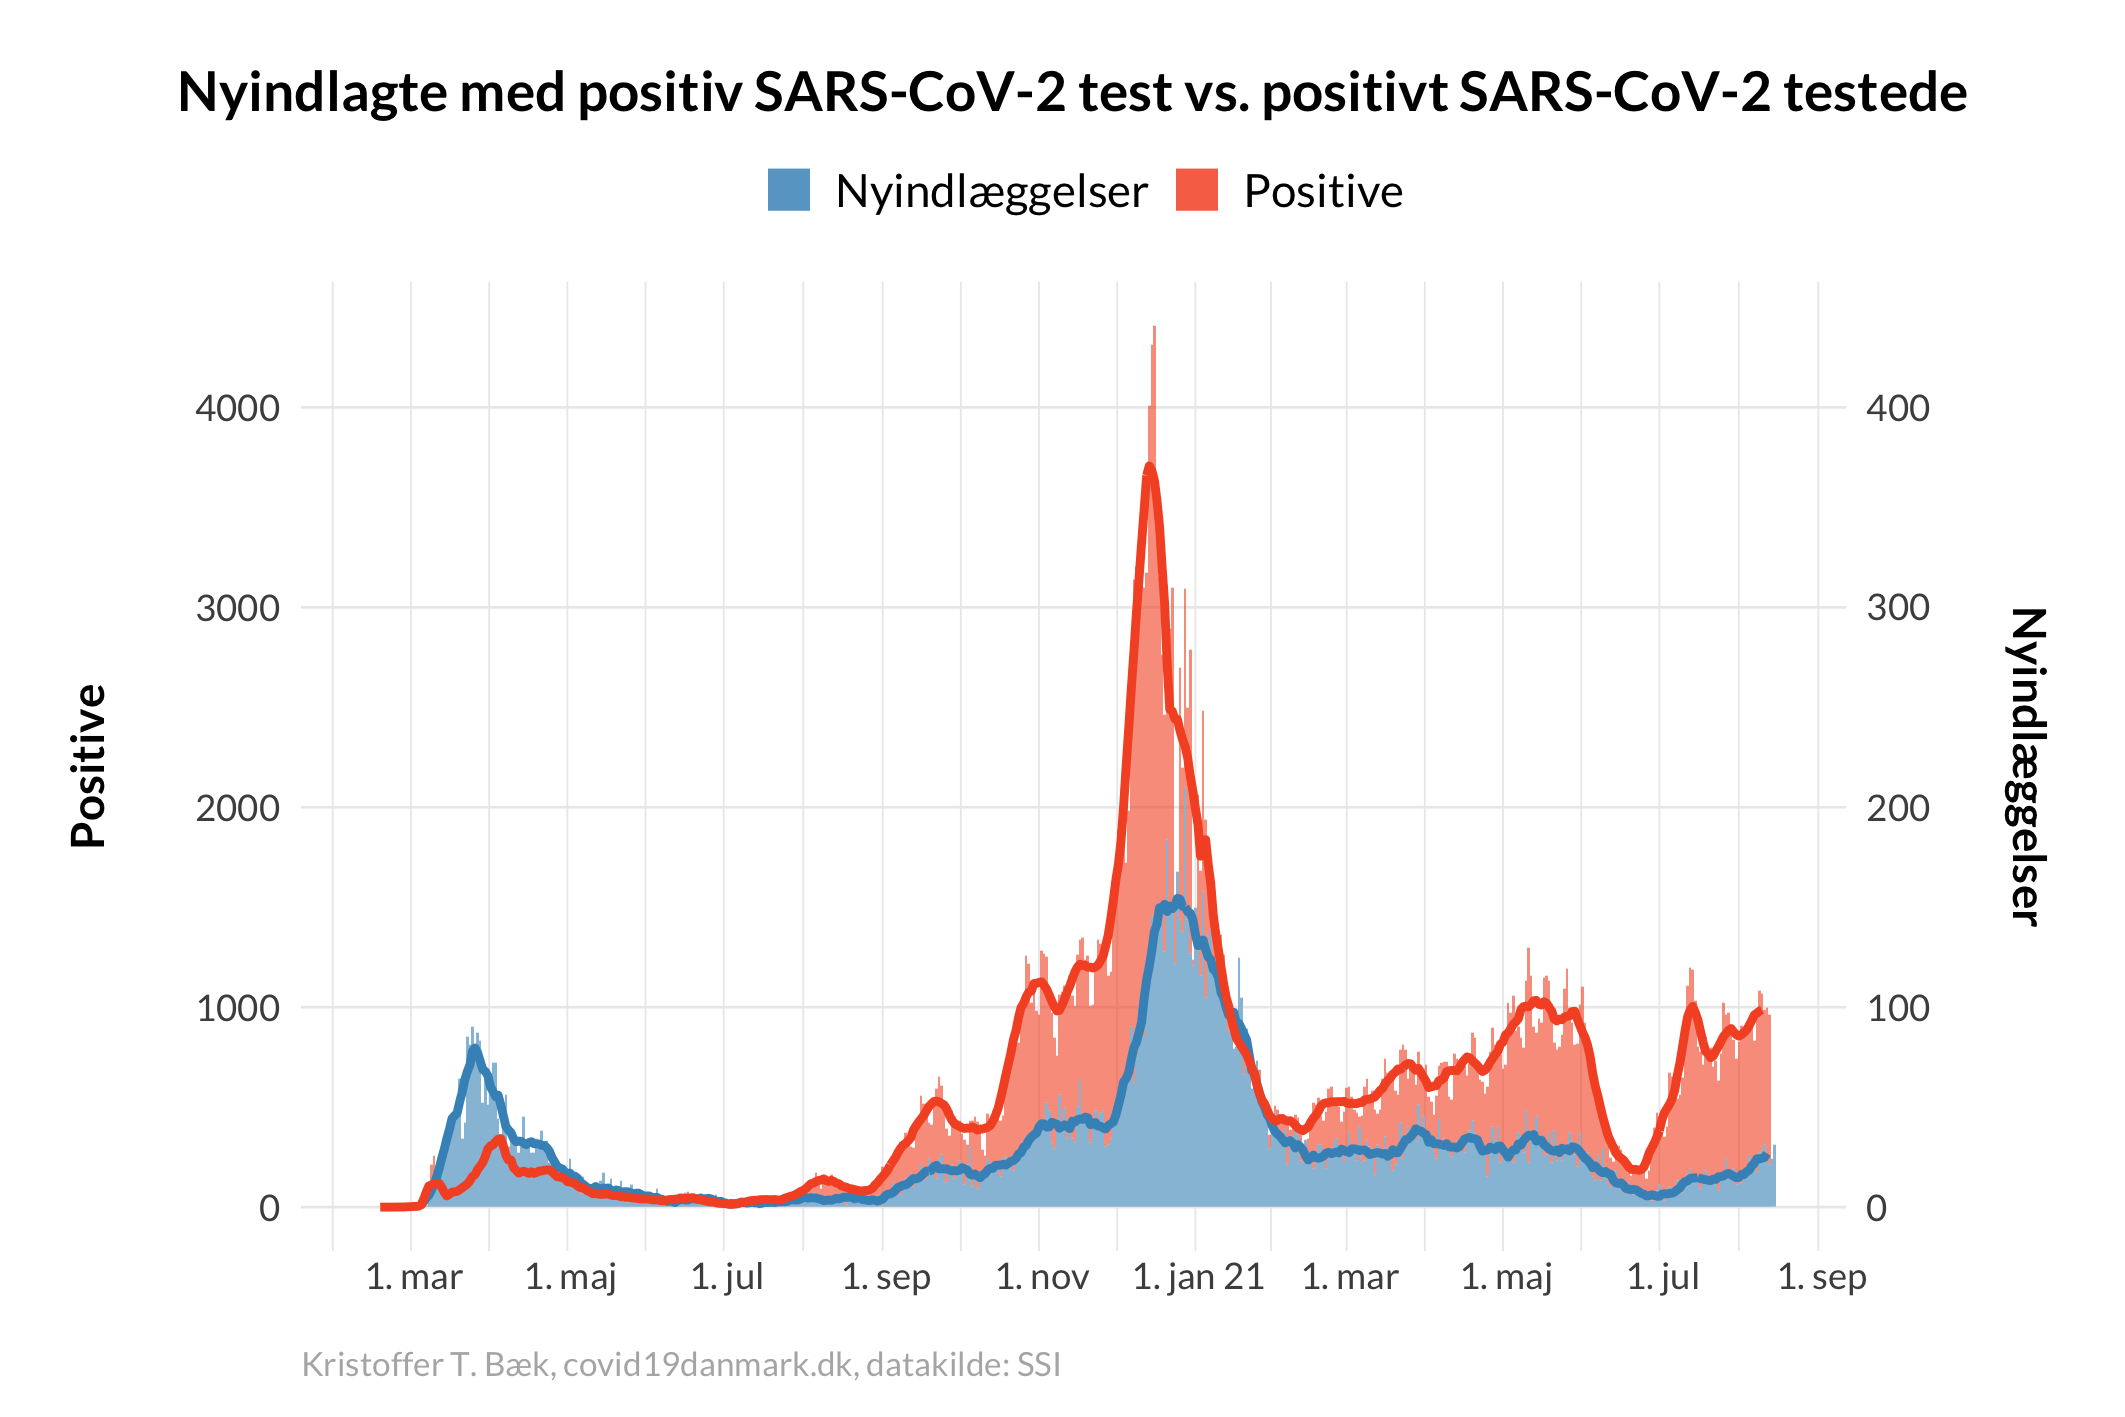 Nyindlagte med positiv SARS-CoV-2 test vs. positivt SARS-CoV-2 testede
Nyindlæggelser Positive
4000 400
3000 300
2000 200
1000 100
0 0
Positive
Nyindlæggelser
1. mar 1. maj 1. jul 1. sep 1. nov 1. jan 21 1. mar 1. maj 1. jul 1. sep
Kristoffer T. Bæk, covid19danmark.dk, datakilde: SSI